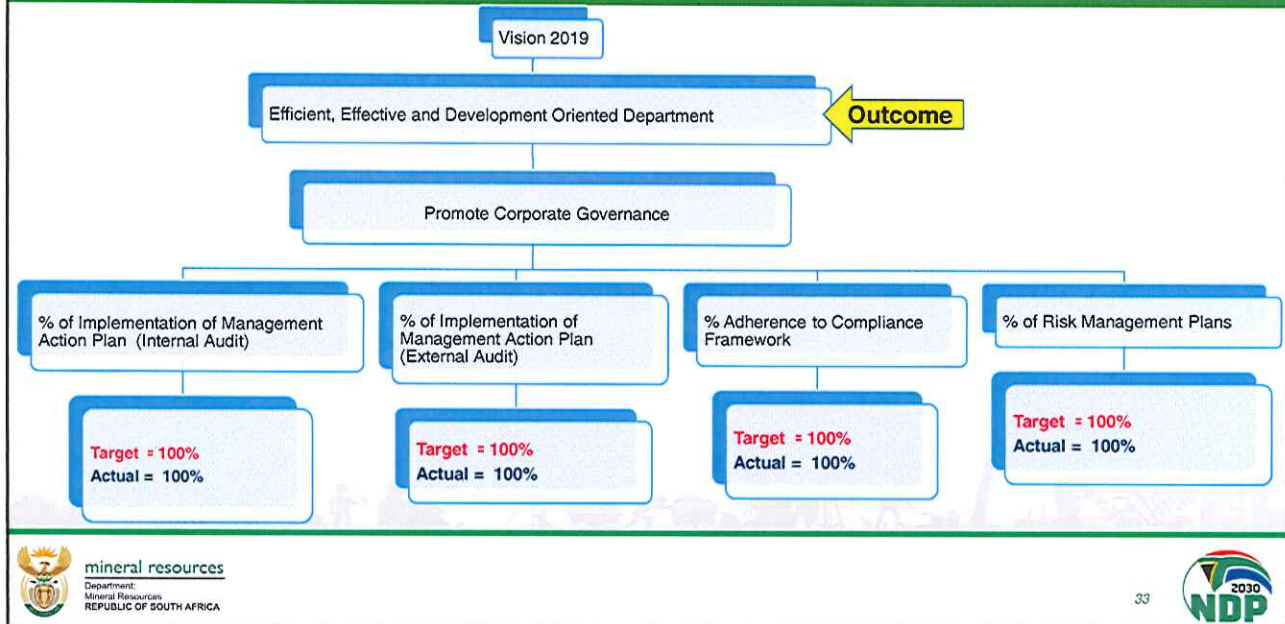 Vision 2019
Efficient, Effective and Development Oriented Department
Outcome
Promote Corporate Governance
% of Implementation of Management
Action Plan (Internal Audit)
% of Implementation of
Management Action Plan
(External Audit)
% Adherence to Compliance
Framework
% of Risk Management Plans
Target = 100%
Actual = 100%
Target = 100%
Actual = 100%
Target = 100%
Actual = 100%
Target = 100%
Actual = 100%
mineral resources
Department:
Mineral Resources
REPUBLIC OF SOUTH AFRICA
33
2030
NDP